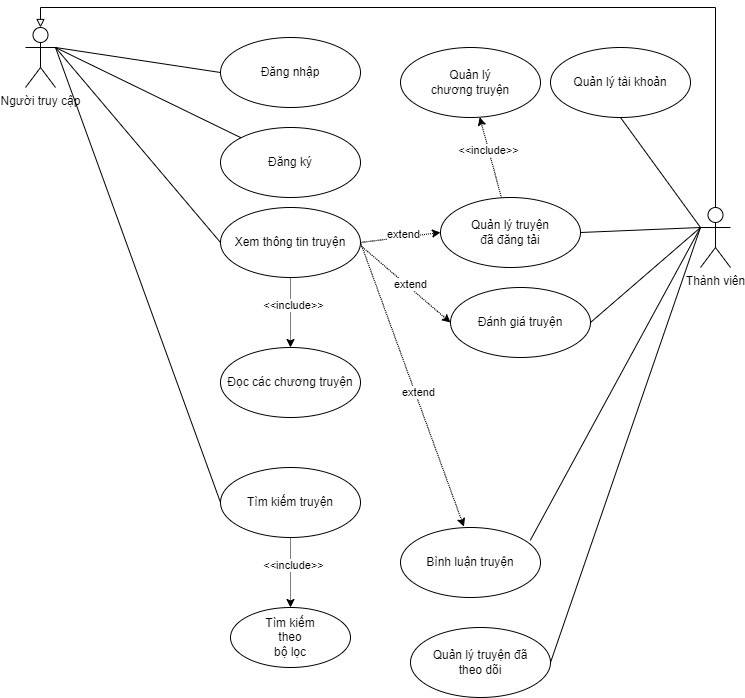 Người truy cập
Đăng nhập
Quản lý
chương truyện
Quản lý tài khoản
<<include>>
Đăng ký
Xem thông tin truyện
extend
Quản lý truyện
đã đăng tải
Thành viên
extend
<<include>>
Đánh giá truyện
Đọc các chương truyện
extend
Tìm kiếm truyện
<<include>>
Bình luận truyện
Tìm kiếm
theo
bộ lọc
Quản lý truyện đã
theo dõi